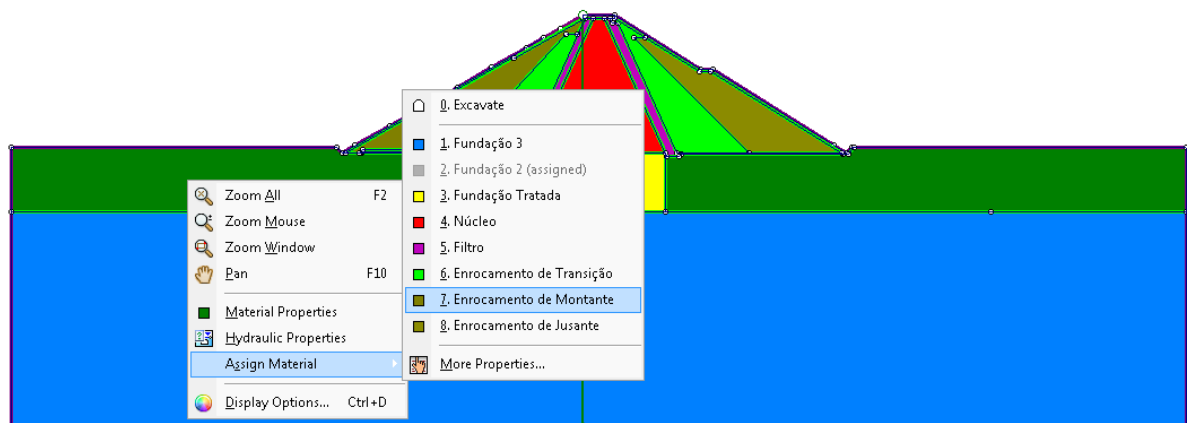 0. Excavate
1. Fundação 3
2. Fundação 2 (assigned)
3. Fundação Tratada
4. Núcleo
5. Filtro
6. Enrocamento de Transição
7. Enrocamento de Montante
8. Enrocamento de Jusante
More Properties...
Zoom All F2
Zoom Mouse
Zoom Window
Pan F10
Material Properties
Hydraulic Properties
Assign Material
Display Options... Ctrl+D